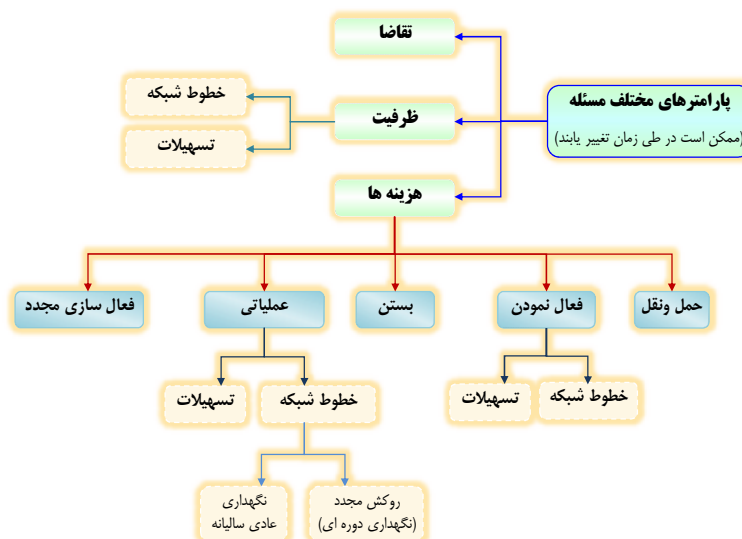 تقاضا
پارامترهای مختلف مسئله
(ممکن است در طی زمان تغییر یابند)
خطوط شبکه
ظرفیت
تسهیلات
هزینه ها
حمل ونقل
فعال نمودن
بستن
عملیاتی
فعال سازی مجدد
خطوط شبکه
تسهیلات
خطوط شبکه
تسهیلات
روکش مجدد
(نگهداری دوره ای)
نگهداری
عادی سالیانه